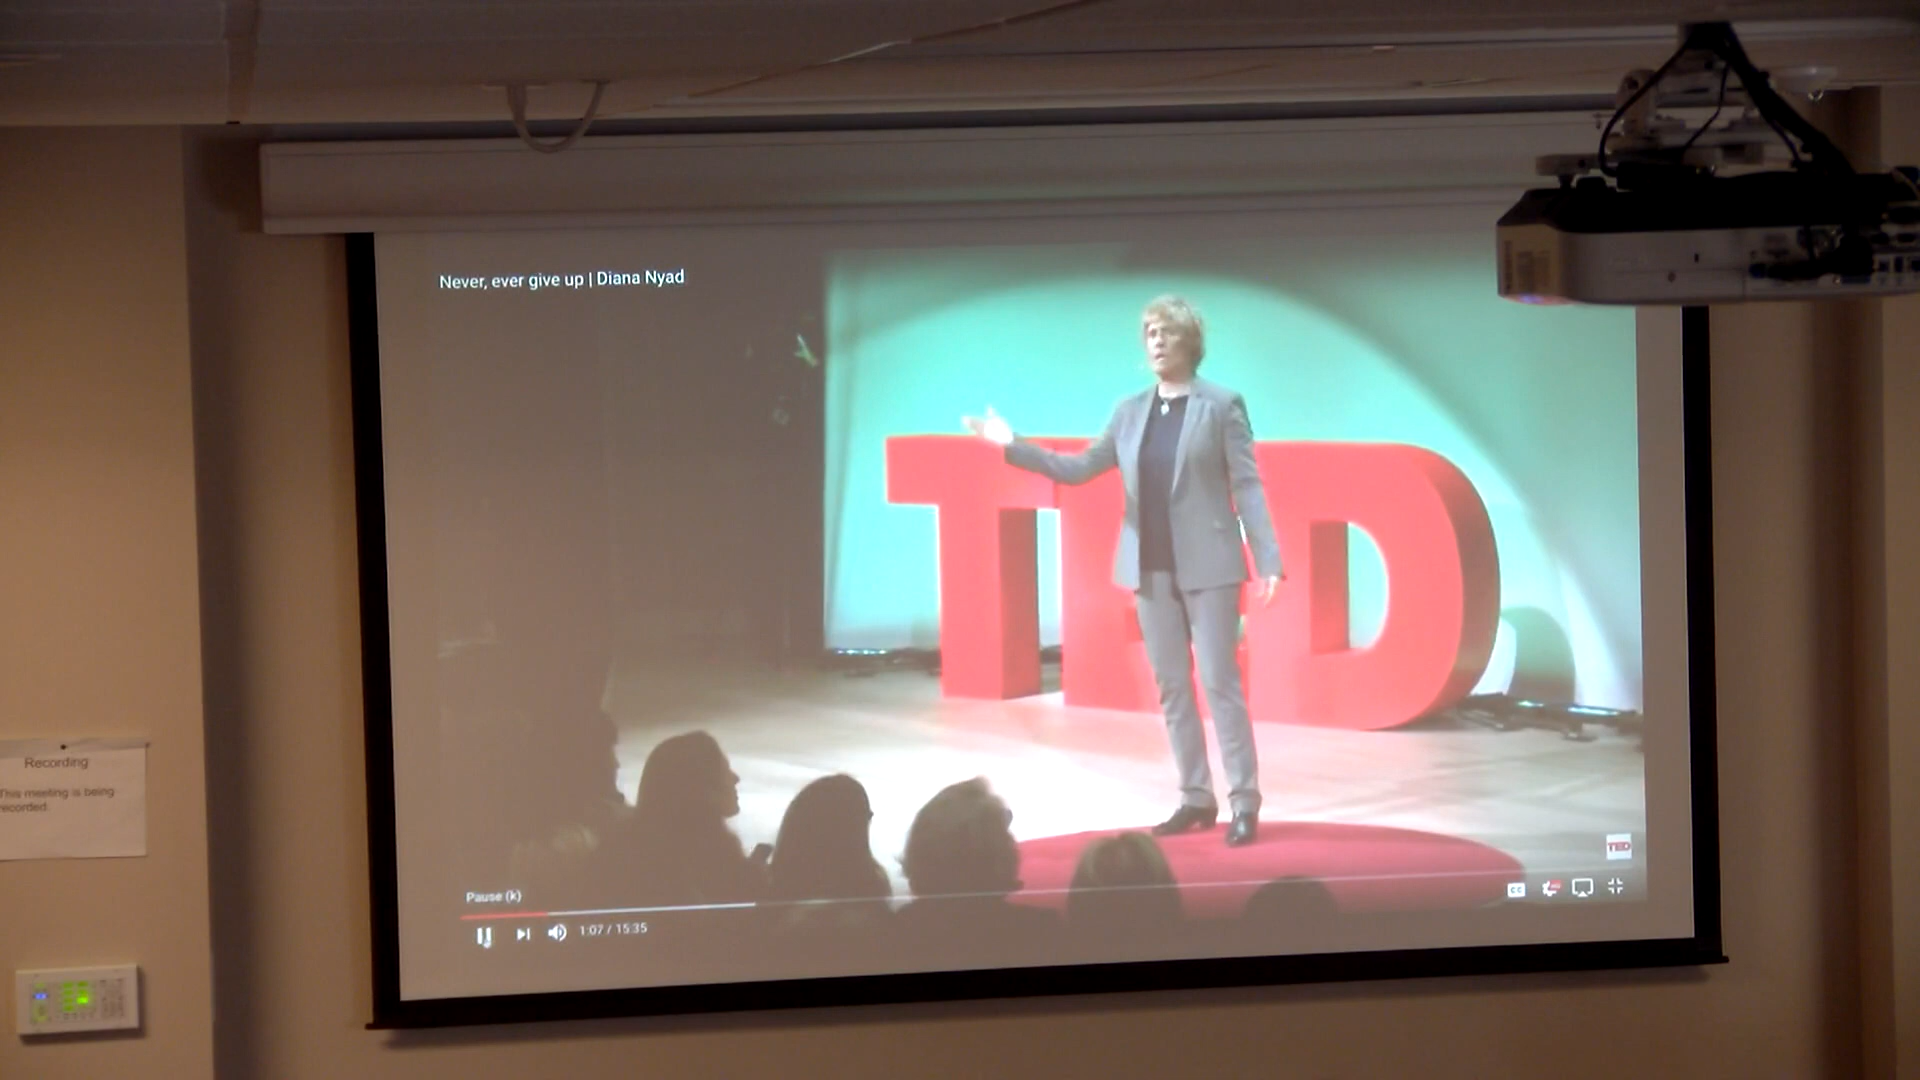 Never, ever give up | Diana Nyad
TED
TED
Pause (k)
CC
1:07 / 15:35
Recording
This meeting is being
recorded